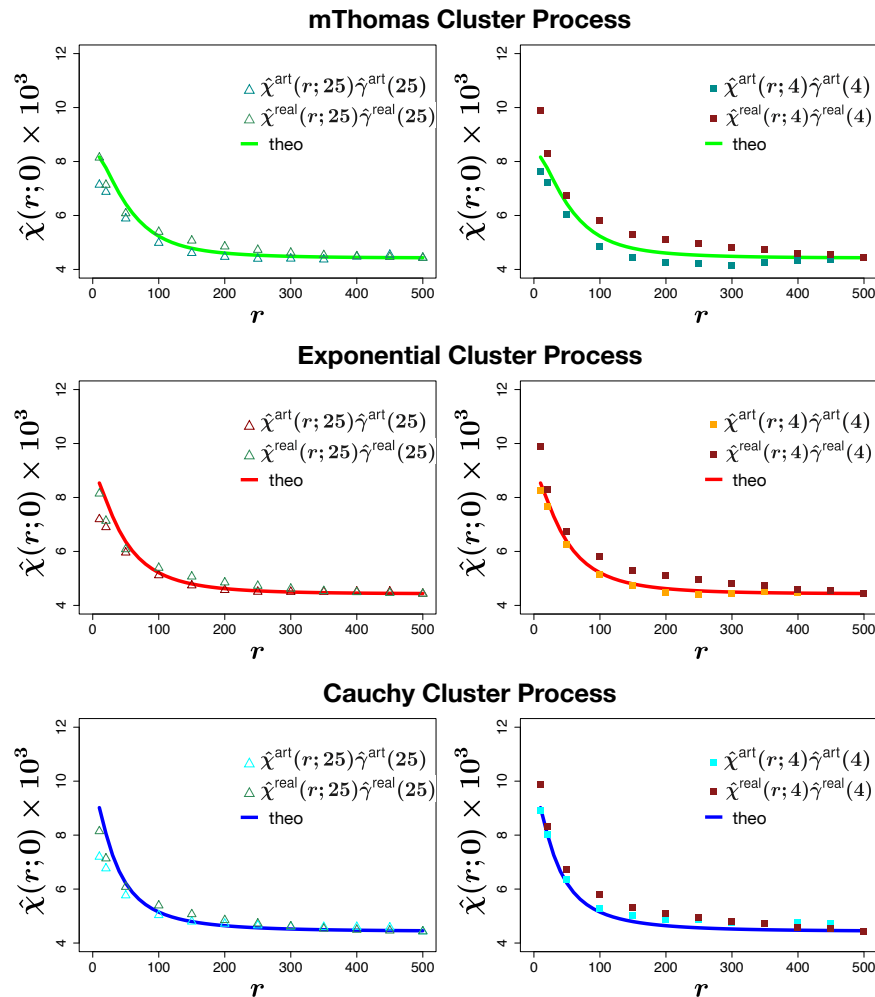 mThomas Cluster Process
χ̂(r; 0) × 10³
12
10
8
6
4
χ̂^art(r; 25)γ̂^art(25)
χ̂^real(r; 25)γ̂^real(25)
theo
0 100 200 300 400 500
r
χ̂(r; 0) × 10³
12
10
8
6
4
χ̂^art(r; 4)γ̂^art(4)
χ̂^real(r; 4)γ̂^real(4)
theo
0 100 200 300 400 500
r
Exponential Cluster Process
χ̂(r; 0) × 10³
12
10
8
6
4
χ̂^art(r; 25)γ̂^art(25)
χ̂^real(r; 25)γ̂^real(25)
theo
0 100 200 300 400 500
r
χ̂(r; 0) × 10³
12
10
8
6
4
χ̂^art(r; 4)γ̂^art(4)
χ̂^real(r; 4)γ̂^real(4)
theo
0 100 200 300 400 500
r
Cauchy Cluster Process
χ̂(r; 0) × 10³
12
10
8
6
4
χ̂^art(r; 25)γ̂^art(25)
χ̂^real(r; 25)γ̂^real(25)
theo
0 100 200 300 400 500
r
χ̂(r; 0) × 10³
12
10
8
6
4
χ̂^art(r; 4)γ̂^art(4)
χ̂^real(r; 4)γ̂^real(4)
theo
0 100 200 300 400 500
r